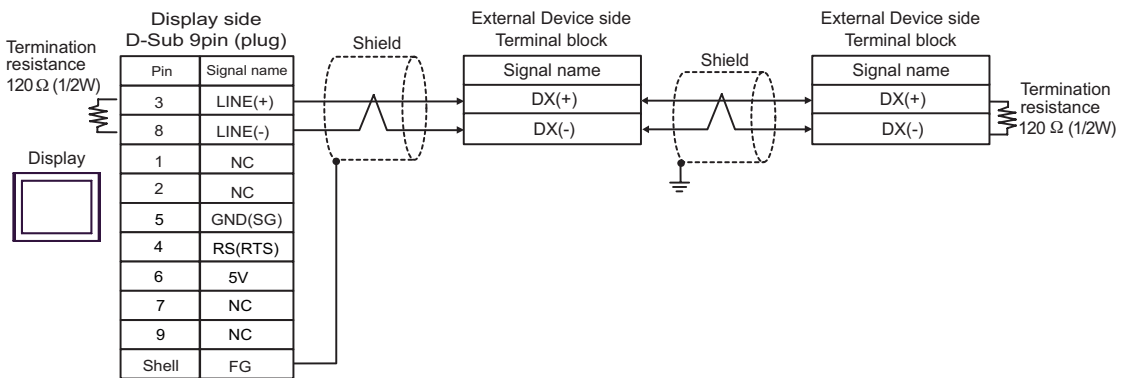 Display side
D-Sub 9pin (plug)
External Device side
Terminal block
External Device side
Terminal block
Termination
resistance
120 Ω (1/2W)
Shield
Shield
Pin Signal name
Signal name
Signal name
3 LINE(+)
DX(+)
DX(+)
8 LINE(-)
DX(-)
DX(-)
Termination
resistance
120 Ω (1/2W)
Display
1 NC
2 NC
5 GND(SG)
4 RS(RTS)
6 5V
7 NC
9 NC
Shell FG